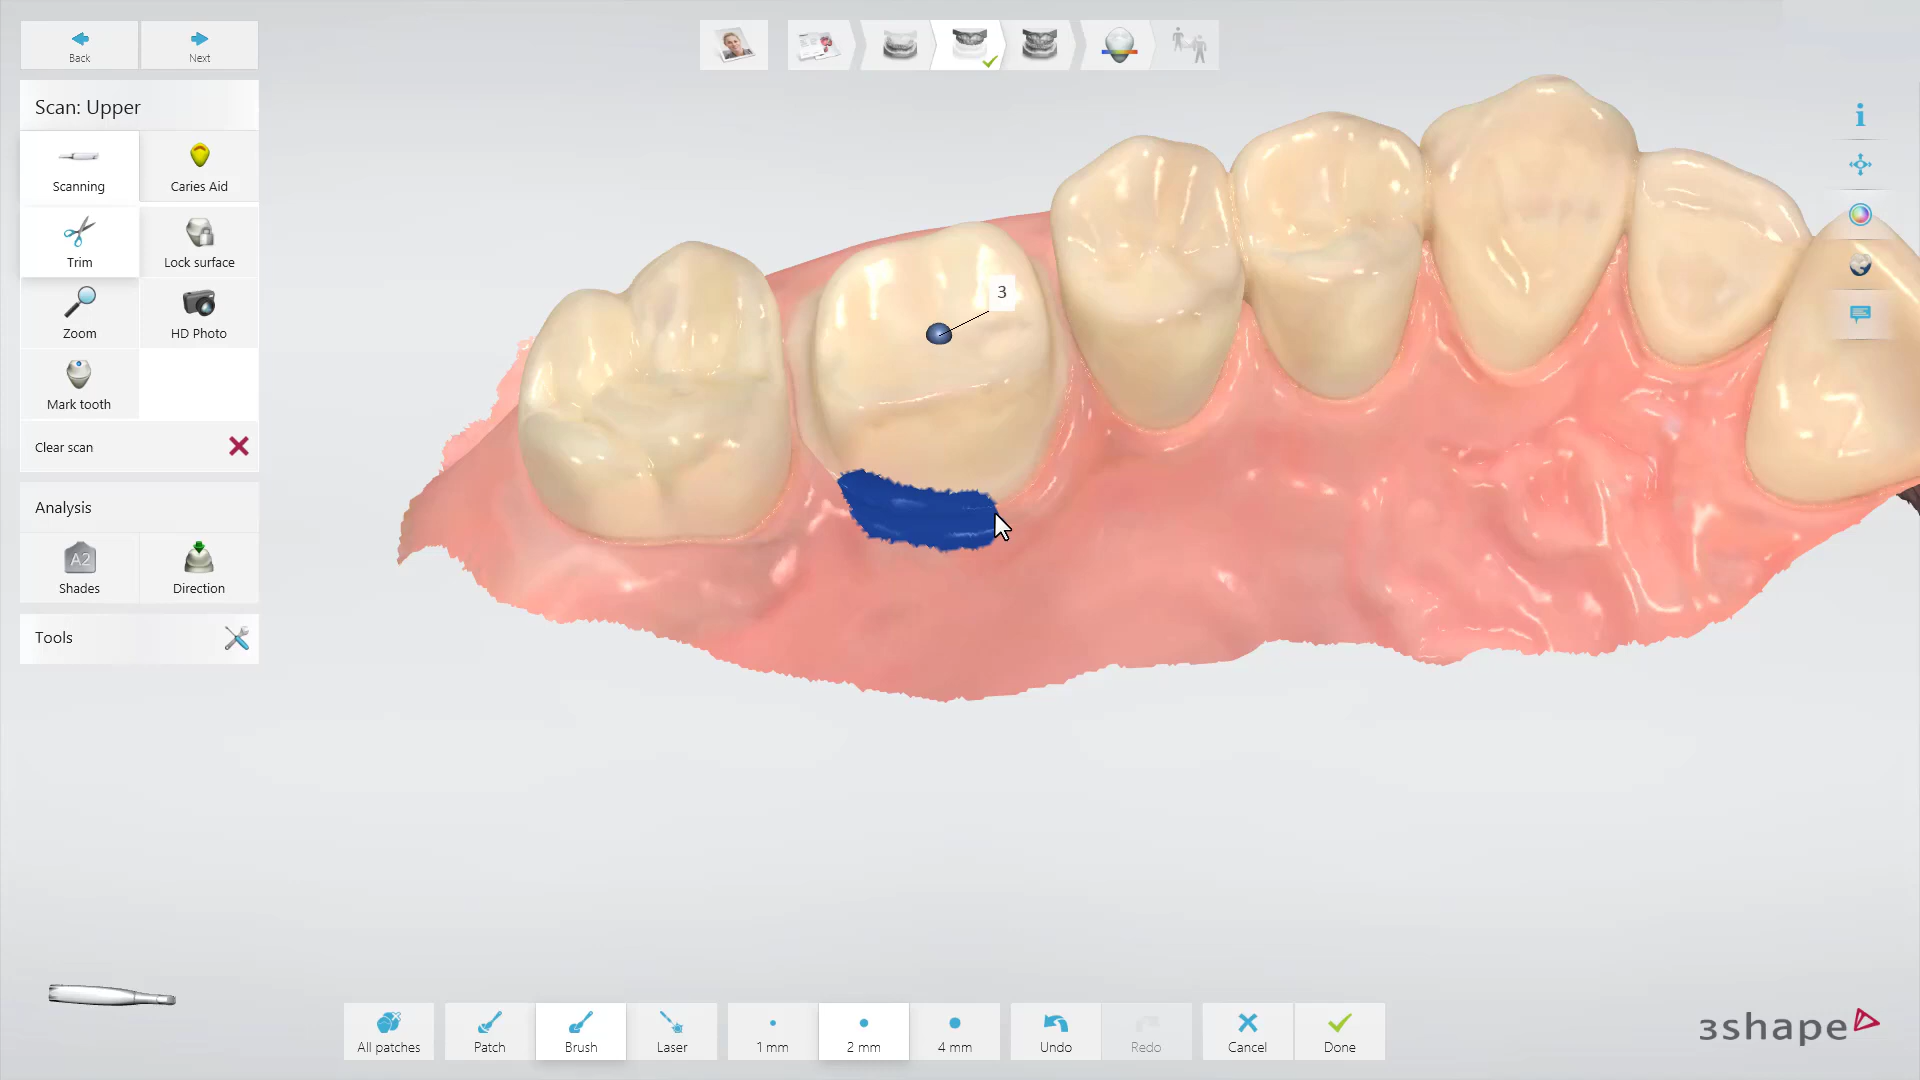 Back
Next
Scan: Upper
Scanning
Caries Aid
Trim
Lock surface
Zoom
HD Photo
Mark tooth
Clear scan
Analysis
A2
Shades
Direction
Tools
3
i
All patches
Patch
Brush
Laser
1 mm
2 mm
4 mm
Undo
Redo
Cancel
Done
3shape